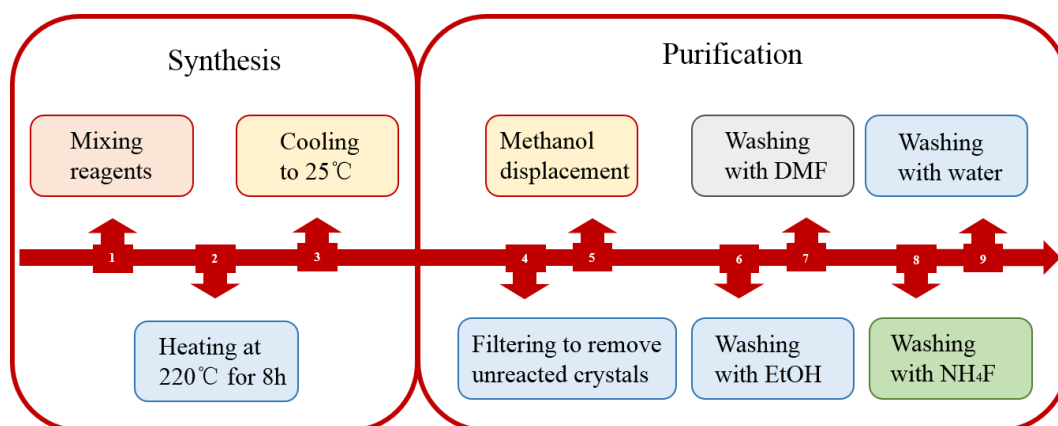 Synthesis
Purification
Mixing
reagents
Cooling
to 25℃
Methanol
displacement
Washing
with DMF
Washing
with water
1
2
3
4
5
6
7
8
9
Heating at
220℃ for 8h
Filtering to remove
unreacted crystals
Washing
with EtOH
Washing
with NH₄F